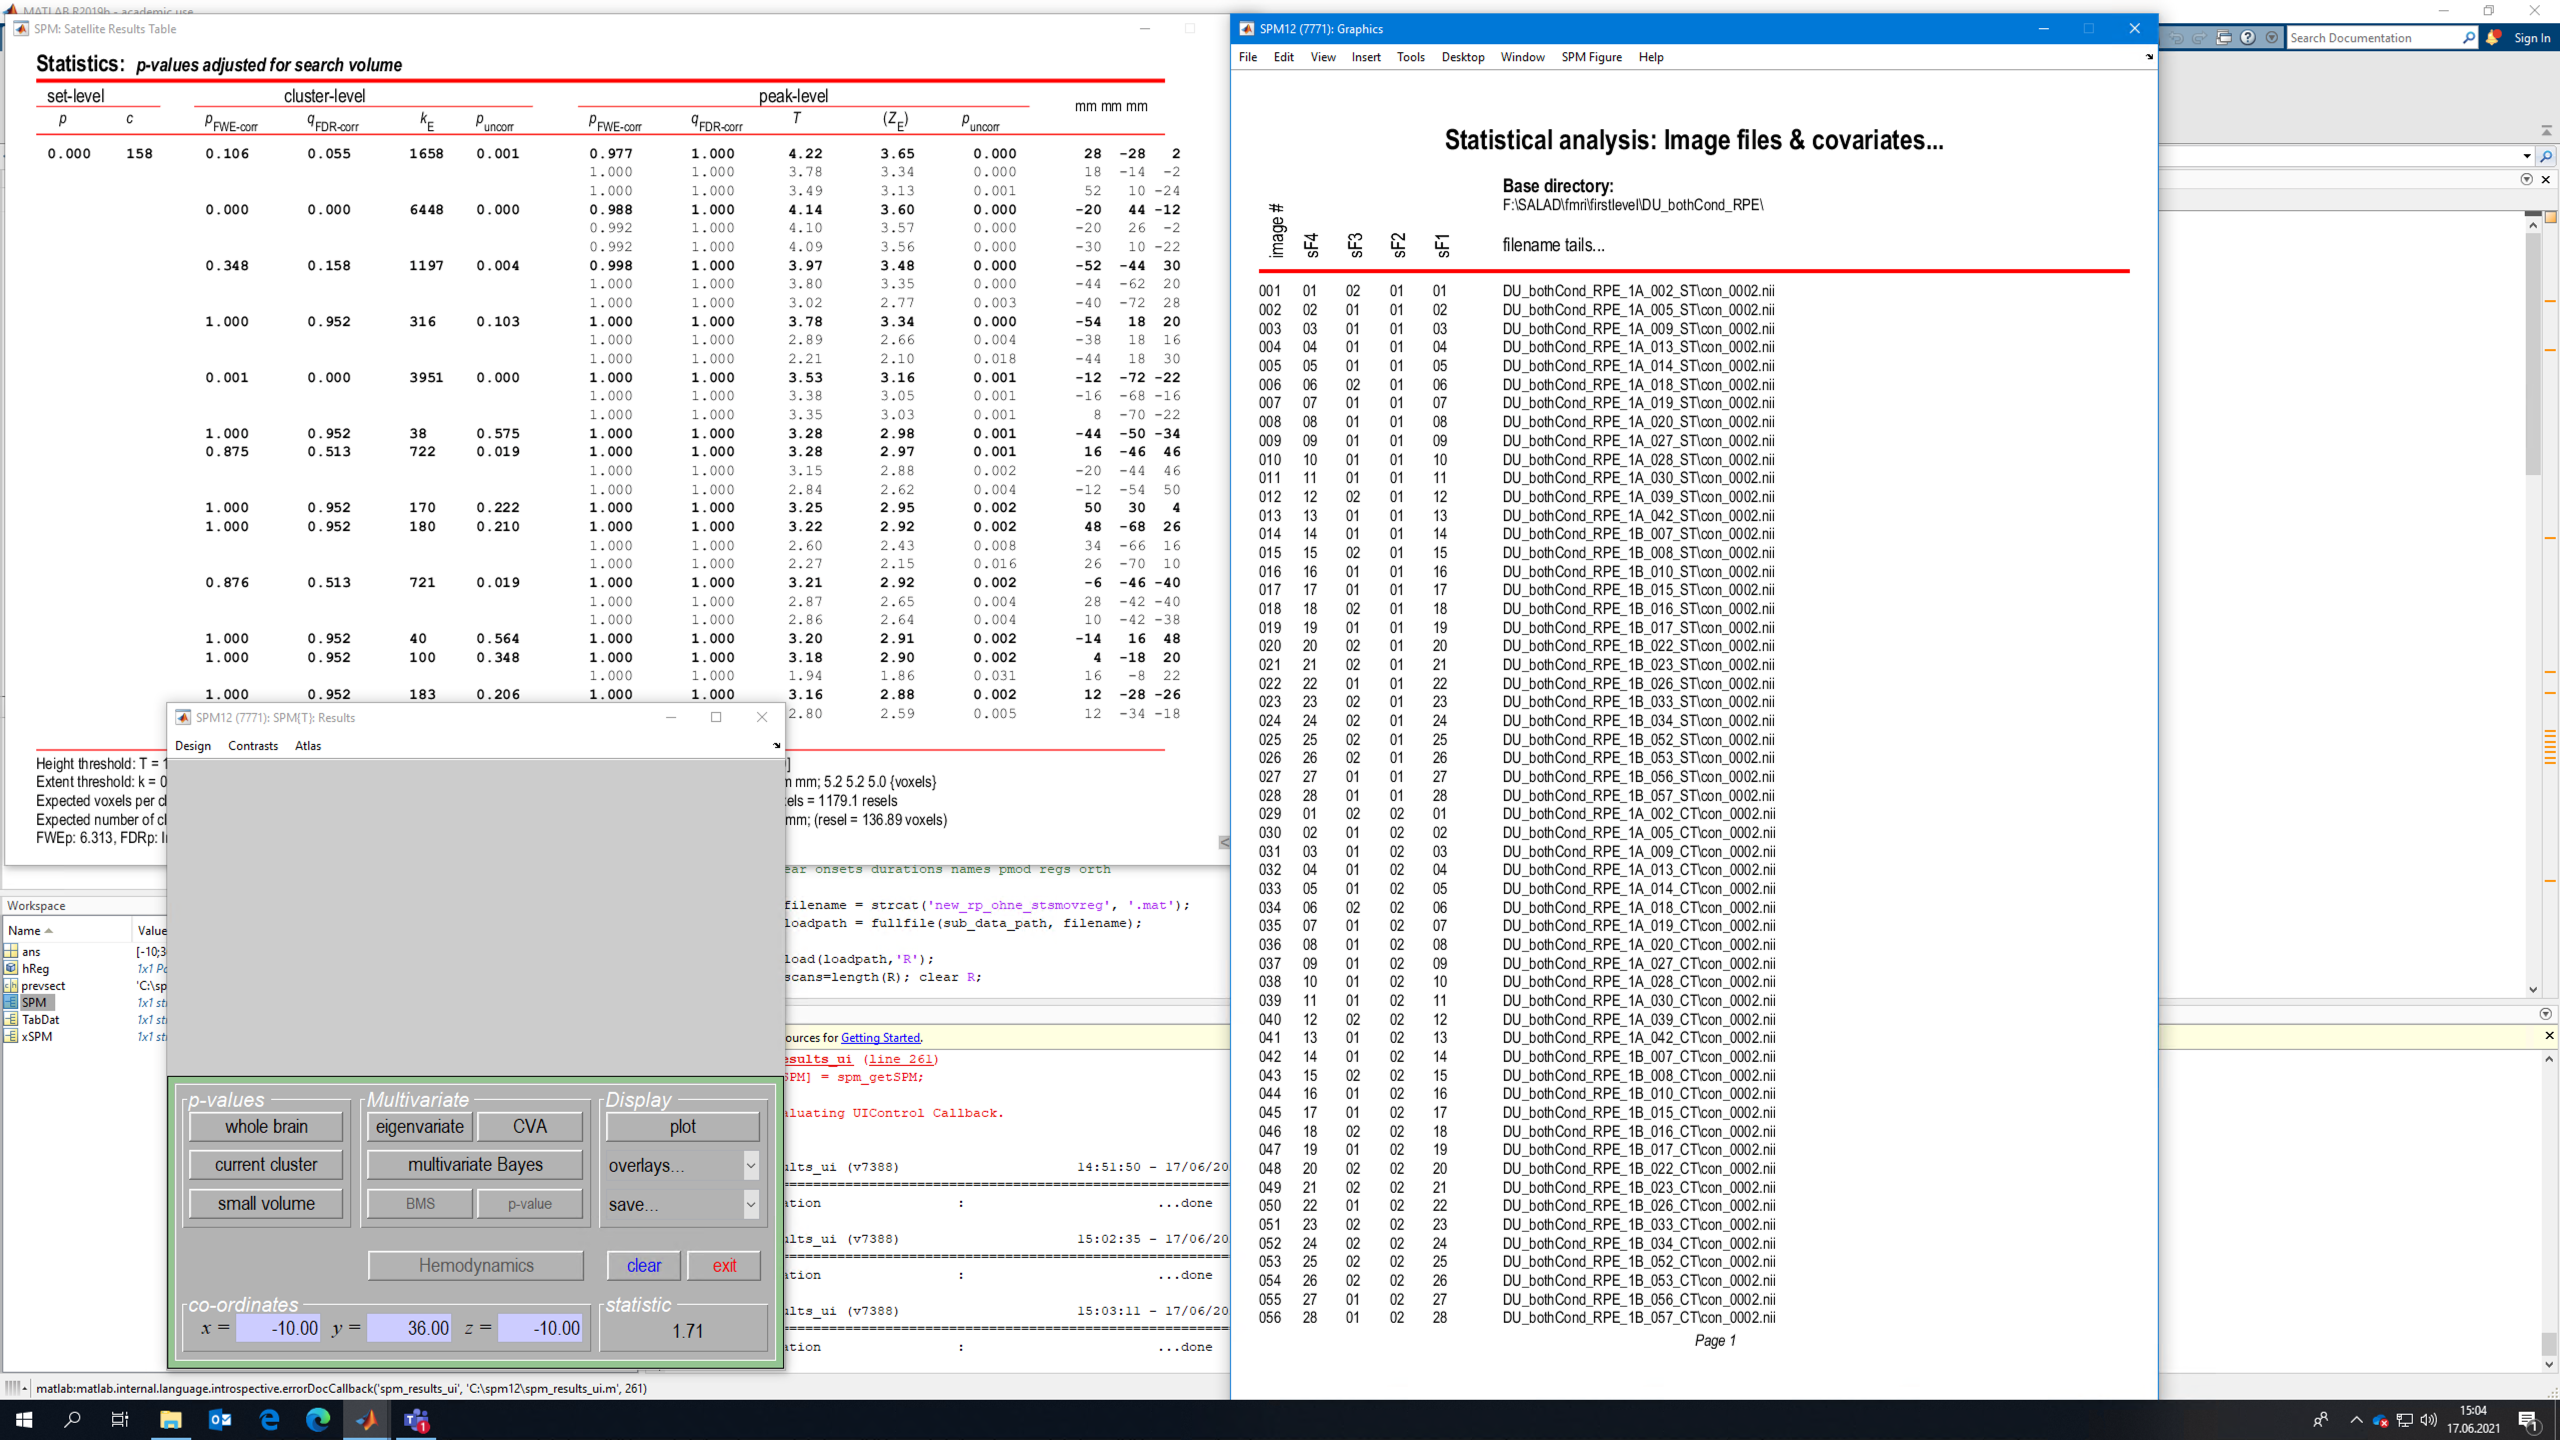 MATLAB R2019b - academic use
SPM: Satellite Results Table
Statistics: p-values adjusted for search volume
set-level cluster-level peak-level mm mm mm
p c pFWE-corr qFDR-corr kE puncorr pFWE-corr qFDR-corr T (ZE) puncorr
0.000 158 0.106 0.055 1658 0.001 0.977 1.000 4.22 3.65 0.000 28 -28 2
1.000 1.000 3.78 3.34 0.000 18 -14 -2
1.000 1.000 3.49 3.13 0.001 52 10 -24
0.000 0.000 6448 0.000 0.988 1.000 4.14 3.60 0.000 -20 44 -12
0.992 1.000 4.10 3.57 0.000 -20 26 -2
0.992 1.000 4.09 3.56 0.000 -30 10 -22
0.348 0.158 1197 0.004 0.998 1.000 3.97 3.48 0.000 -52 -44 30
1.000 1.000 3.80 3.35 0.000 -44 -62 20
1.000 1.000 3.02 2.77 0.003 -40 -72 28
1.000 0.952 316 0.103 1.000 1.000 3.78 3.34 0.000 -54 18 20
1.000 1.000 2.89 2.66 0.004 -38 18 16
1.000 1.000 2.21 2.10 0.018 -44 18 30
0.001 0.000 3951 0.000 1.000 1.000 3.53 3.16 0.001 -12 -72 -22
1.000 1.000 3.38 3.05 0.001 -16 -68 -16
1.000 1.000 3.35 3.03 0.001 8 -70 -22
1.000 0.952 38 0.575 1.000 1.000 3.28 2.98 0.001 -44 -50 -34
0.875 0.513 722 0.019 1.000 1.000 3.28 2.97 0.001 16 -46 46
1.000 1.000 3.15 2.88 0.002 -20 -44 46
1.000 1.000 2.84 2.62 0.004 -12 -54 50
1.000 0.952 170 0.222 1.000 1.000 3.25 2.95 0.002 50 30 4
1.000 0.952 180 0.210 1.000 1.000 3.22 2.92 0.002 48 -68 26
1.000 1.000 2.60 2.43 0.008 34 -66 16
1.000 1.000 2.27 2.15 0.016 26 -70 10
0.876 0.513 721 0.019 1.000 1.000 3.21 2.92 0.002 -6 -46 -40
1.000 1.000 2.87 2.65 0.004 28 -42 -40
1.000 1.000 2.86 2.64 0.004 10 -42 -38
1.000 0.952 40 0.564 1.000 1.000 3.20 2.91 0.002 -14 16 48
1.000 0.952 100 0.348 1.000 1.000 3.18 2.90 0.002 4 -18 20
1.000 1.000 1.94 1.86 0.031 16 -8 22
1.000 0.952 183 0.206 1.000 1.000 3.16 2.88 0.002 12 -28 -26
2.80 2.59 0.005 12 -34 -18
Height threshold: T = 1
Extent threshold: k = 0 mm; 5.2 5.2 5.0 {voxels}
Expected voxels per cl = 1179.1 resels
Expected number of cl mm; (resel = 136.89 voxels)
FWEp: 6.313, FDRp:
SPM12 (7771): SPM{T}: Results
Design Contrasts Atlas
p-values Multivariate Display
whole brain eigenvariate CVA plot
current cluster multivariate Bayes overlays...
small volume BMS p-value save...
Hemodynamics clear exit
co-ordinates statistic
x = -10.00 y = 36.00 z = -10.00 1.71
Workspace
Name Value
ans [-10;3
hReg 1x1 Po
prevsect 'C:\sp
SPM 1x1 st
TabDat 1x1 st
xSPM 1x1 st
ear onsets durations names pmod regs orth
filename = strcat('new_rp_ohne_stsmovreg', '.mat');
loadpath = fullfile(sub_data_path, filename);
load(loadpath,'R');
scans=length(R); clear R;
ources for Getting Started.
esults_ui (line 261)
SPM] = spm_getSPM;
aluating UIControl Callback.
ults_ui (v7388) 14:51:50 - 17/06/20
ation : ...done
ults_ui (v7388) 15:02:35 - 17/06/20
ation : ...done
ults_ui (v7388) 15:03:11 - 17/06/20
ation : ...done
matlab:matlab.internal.language.introspective.errorDocCallback('spm_results_ui', 'C:\spm12\spm_results_ui.m', 261)
SPM12 (7771): Graphics
File Edit View Insert Tools Desktop Window SPM Figure Help
Statistical analysis: Image files & covariates...
Base directory:
F:\SALAD\fmri\firstlevel\DU_bothCond_RPE\
image # sF4 sF3 sF2 sF1 filename tails...
001 01 02 01 01 DU_bothCond_RPE_1A_002_ST\con_0002.nii
002 02 01 01 02 DU_bothCond_RPE_1A_005_ST\con_0002.nii
003 03 01 01 03 DU_bothCond_RPE_1A_009_ST\con_0002.nii
004 04 01 01 04 DU_bothCond_RPE_1A_013_ST\con_0002.nii
005 05 01 01 05 DU_bothCond_RPE_1A_014_ST\con_0002.nii
006 06 02 01 06 DU_bothCond_RPE_1A_018_ST\con_0002.nii
007 07 01 01 07 DU_bothCond_RPE_1A_019_ST\con_0002.nii
008 08 01 01 08 DU_bothCond_RPE_1A_020_ST\con_0002.nii
009 09 01 01 09 DU_bothCond_RPE_1A_027_ST\con_0002.nii
010 10 01 01 10 DU_bothCond_RPE_1A_028_ST\con_0002.nii
011 11 01 01 11 DU_bothCond_RPE_1A_030_ST\con_0002.nii
012 12 02 01 12 DU_bothCond_RPE_1A_039_ST\con_0002.nii
013 13 01 01 13 DU_bothCond_RPE_1A_042_ST\con_0002.nii
014 14 01 01 14 DU_bothCond_RPE_1B_007_ST\con_0002.nii
015 15 02 01 15 DU_bothCond_RPE_1B_008_ST\con_0002.nii
016 16 01 01 16 DU_bothCond_RPE_1B_010_ST\con_0002.nii
017 17 01 01 17 DU_bothCond_RPE_1B_015_ST\con_0002.nii
018 18 02 01 18 DU_bothCond_RPE_1B_016_ST\con_0002.nii
019 19 01 01 19 DU_bothCond_RPE_1B_017_ST\con_0002.nii
020 20 02 01 20 DU_bothCond_RPE_1B_022_ST\con_0002.nii
021 21 02 01 21 DU_bothCond_RPE_1B_023_ST\con_0002.nii
022 22 01 01 22 DU_bothCond_RPE_1B_026_ST\con_0002.nii
023 23 02 01 23 DU_bothCond_RPE_1B_033_ST\con_0002.nii
024 24 02 01 24 DU_bothCond_RPE_1B_034_ST\con_0002.nii
025 25 02 01 25 DU_bothCond_RPE_1B_052_ST\con_0002.nii
026 26 02 01 26 DU_bothCond_RPE_1B_053_ST\con_0002.nii
027 27 01 01 27 DU_bothCond_RPE_1B_056_ST\con_0002.nii
028 28 01 01 28 DU_bothCond_RPE_1B_057_ST\con_0002.nii
029 01 02 02 01 DU_bothCond_RPE_1A_002_CT\con_0002.nii
030 02 01 02 02 DU_bothCond_RPE_1A_005_CT\con_0002.nii
031 03 01 02 03 DU_bothCond_RPE_1A_009_CT\con_0002.nii
032 04 01 02 04 DU_bothCond_RPE_1A_013_CT\con_0002.nii
033 05 01 02 05 DU_bothCond_RPE_1A_014_CT\con_0002.nii
034 06 02 02 06 DU_bothCond_RPE_1A_018_CT\con_0002.nii
035 07 01 02 07 DU_bothCond_RPE_1A_019_CT\con_0002.nii
036 08 01 02 08 DU_bothCond_RPE_1A_020_CT\con_0002.nii
037 09 01 02 09 DU_bothCond_RPE_1A_027_CT\con_0002.nii
038 10 01 02 10 DU_bothCond_RPE_1A_028_CT\con_0002.nii
039 11 01 02 11 DU_bothCond_RPE_1A_030_CT\con_0002.nii
040 12 02 02 12 DU_bothCond_RPE_1A_039_CT\con_0002.nii
041 13 01 02 13 DU_bothCond_RPE_1A_042_CT\con_0002.nii
042 14 01 02 14 DU_bothCond_RPE_1B_007_CT\con_0002.nii
043 15 02 02 15 DU_bothCond_RPE_1B_008_CT\con_0002.nii
044 16 01 02 16 DU_bothCond_RPE_1B_010_CT\con_0002.nii
045 17 01 02 17 DU_bothCond_RPE_1B_015_CT\con_0002.nii
046 18 02 02 18 DU_bothCond_RPE_1B_016_CT\con_0002.nii
047 19 01 02 19 DU_bothCond_RPE_1B_017_CT\con_0002.nii
048 20 02 02 20 DU_bothCond_RPE_1B_022_CT\con_0002.nii
049 21 02 02 21 DU_bothCond_RPE_1B_023_CT\con_0002.nii
050 22 01 02 22 DU_bothCond_RPE_1B_026_CT\con_0002.nii
051 23 02 02 23 DU_bothCond_RPE_1B_033_CT\con_0002.nii
052 24 02 02 24 DU_bothCond_RPE_1B_034_CT\con_0002.nii
053 25 02 02 25 DU_bothCond_RPE_1B_052_CT\con_0002.nii
054 26 02 02 26 DU_bothCond_RPE_1B_053_CT\con_0002.nii
055 27 01 02 27 DU_bothCond_RPE_1B_056_CT\con_0002.nii
056 28 01 02 28 DU_bothCond_RPE_1B_057_CT\con_0002.nii
Page 1
Search Documentation Sign In
15:04
17.06.2021